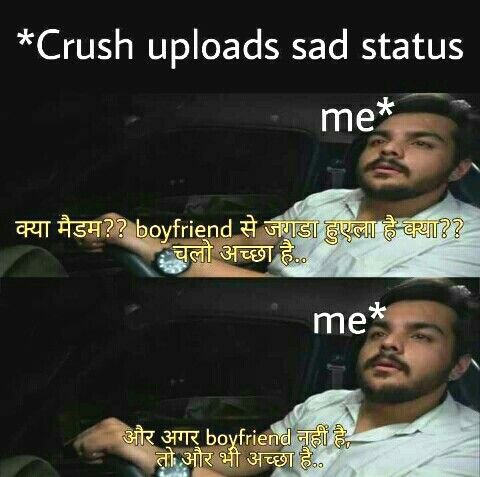 *Crush uploads sad status
me*
क्या मैडम?? boyfriend से जगडा हुएला है क्या??
चलो अच्छा है..
me*
और अगर boyfriend नहीं है,
तो और भी अच्छा है..